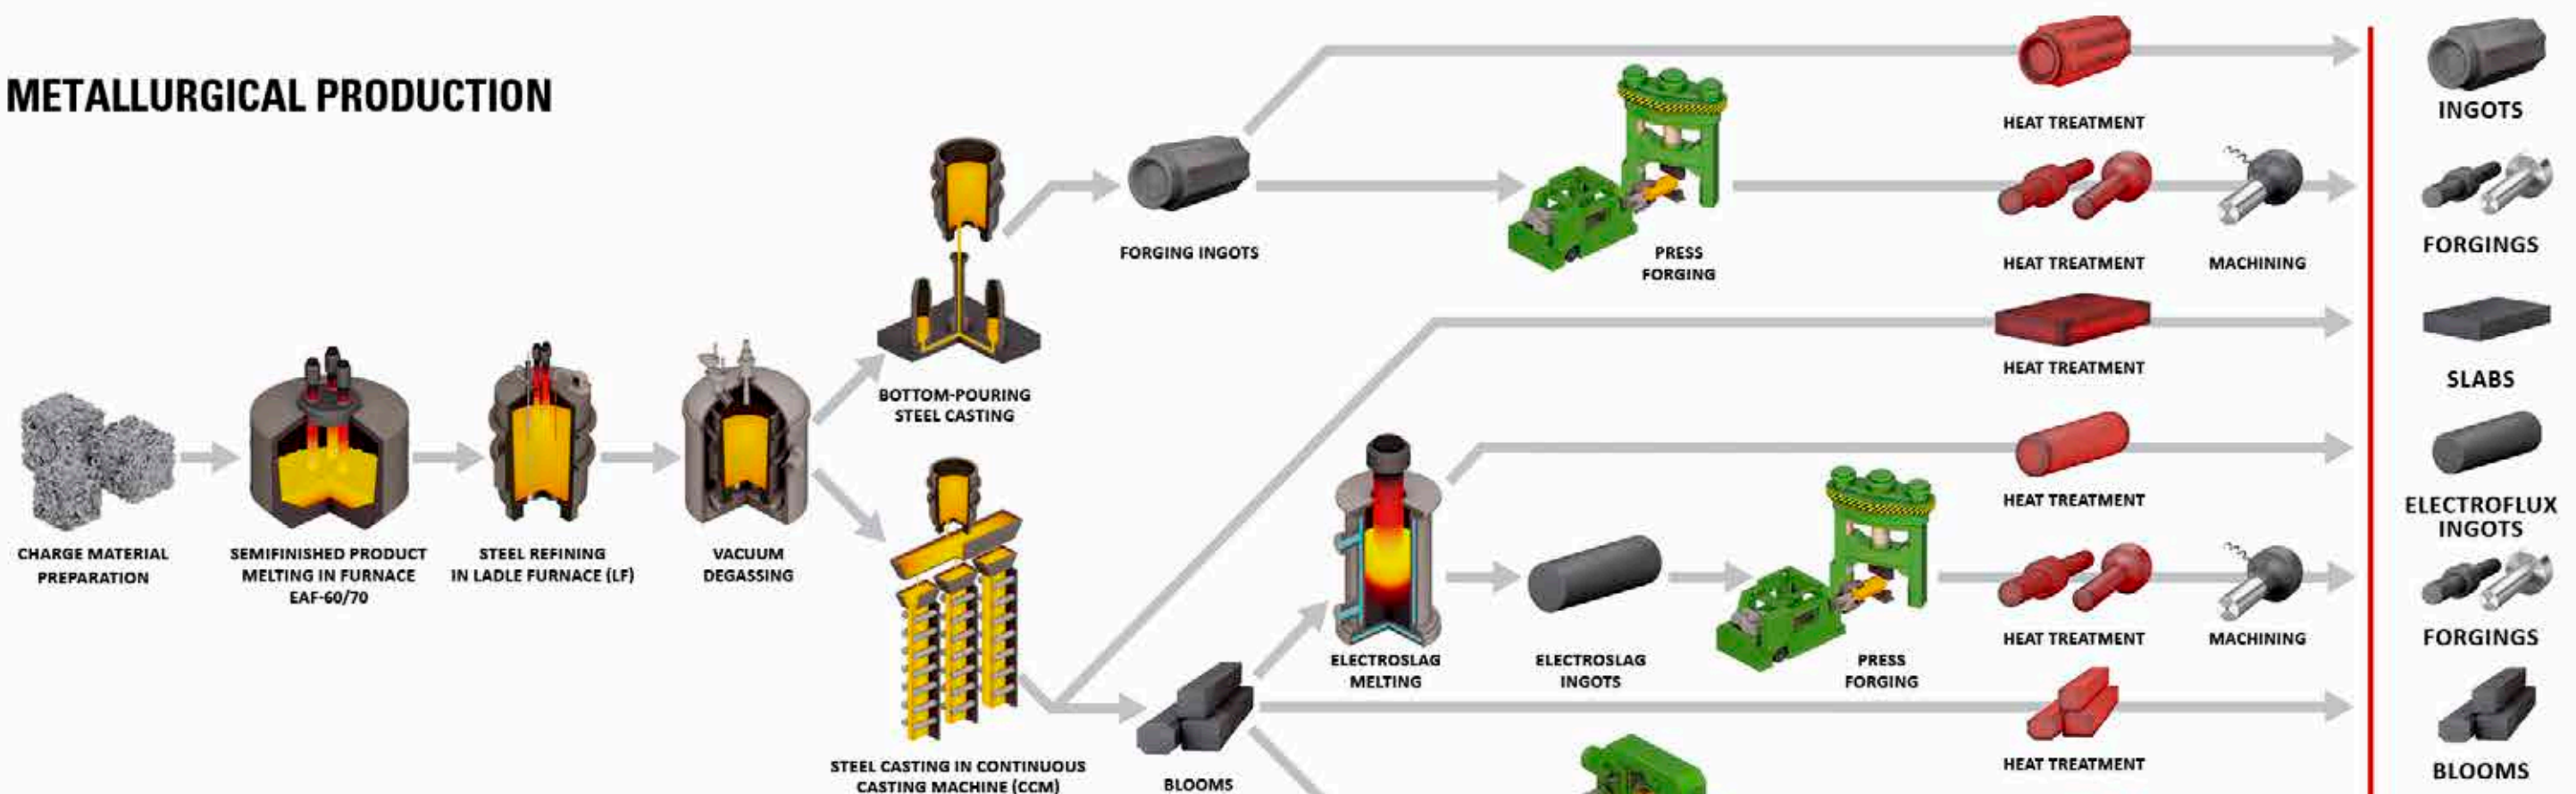 METALLURGICAL PRODUCTION
CHARGE MATERIAL
PREPARATION
SEMIFINISHED PRODUCT
MELTING IN FURNACE
EAF-60/70
STEEL REFINING
IN LADLE FURNACE (LF)
VACUUM
DEGASSING
BOTTOM-POURING
STEEL CASTING
STEEL CASTING IN CONTINUOUS
CASTING MACHINE (CCM)
FORGING INGOTS
PRESS
FORGING
HEAT TREATMENT
INGOTS
HEAT TREATMENT
MACHINING
FORGINGS
HEAT TREATMENT
SLABS
HEAT TREATMENT
ELECTROFLUX
INGOTS
BLOOMS
ELECTROSLAG
MELTING
ELECTROSLAG
INGOTS
PRESS
FORGING
HEAT TREATMENT
MACHINING
FORGINGS
HEAT TREATMENT
BLOOMS